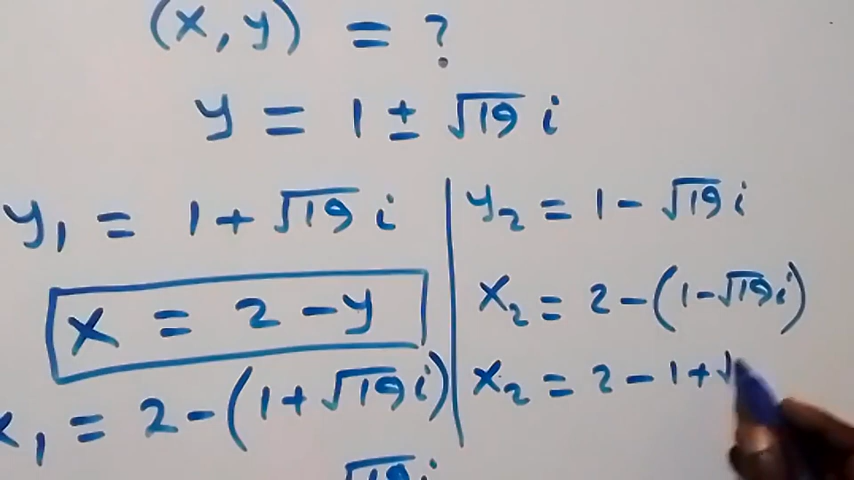 (x, y) = ?
y = 1 ± √19 i
y₁ = 1 + √19 i
x = 2 - y
x₁ = 2 - (1 + √19 i)
√19 i
y₂ = 1 - √19 i
x₂ = 2 - (1 - √19 i)
x₂ = 2 - 1 + √